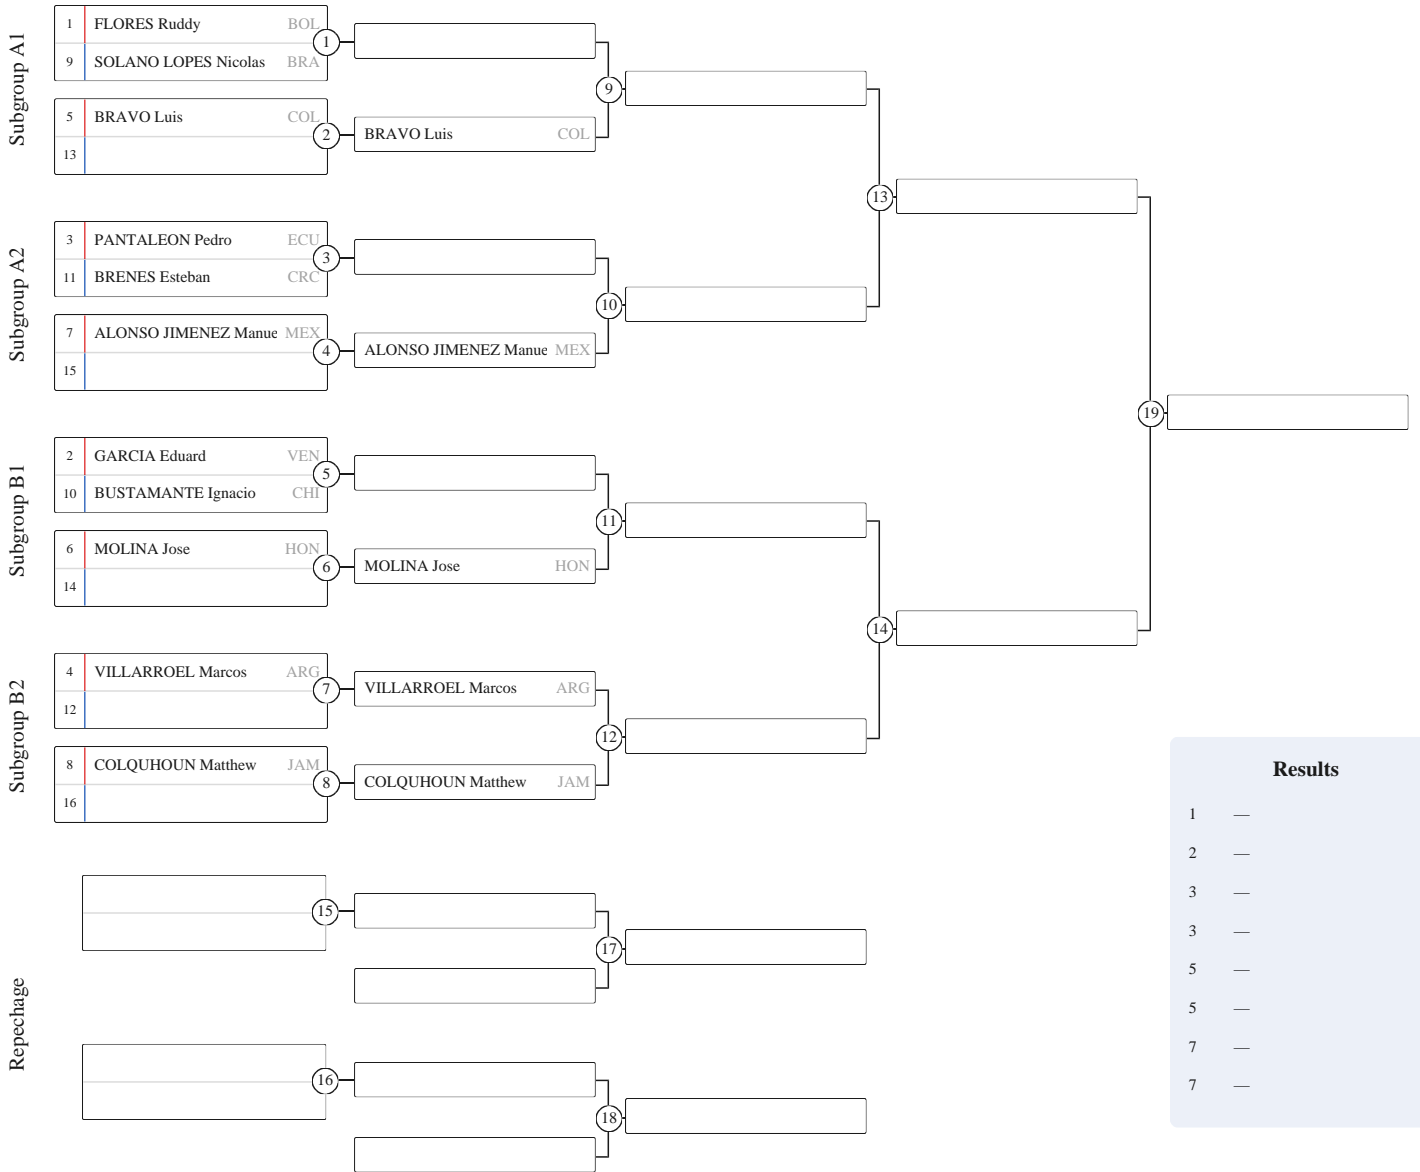 Subgroup A1
1 FLORES Ruddy BOL
9 SOLANO LOPES Nicolas BRA
1
5 BRAVO Luis COL
13
2
BRAVO Luis COL
9
Subgroup A2
3 PANTALEON Pedro ECU
11 BRENES Esteban CRC
3
7 ALONSO JIMENEZ Manue MEX
15
4
ALONSO JIMENEZ Manue MEX
10
13
Subgroup B1
2 GARCIA Eduard VEN
10 BUSTAMANTE Ignacio CHI
5
6 MOLINA Jose HON
14
6
MOLINA Jose HON
11
Subgroup B2
4 VILLARROEL Marcos ARG
12
7
VILLARROEL Marcos ARG
8 COLQUHOUN Matthew JAM
16
8
COLQUHOUN Matthew JAM
12
14
19
Repechage
15
17
16
18
Results
1 —
2 —
3 —
3 —
5 —
5 —
7 —
7 —